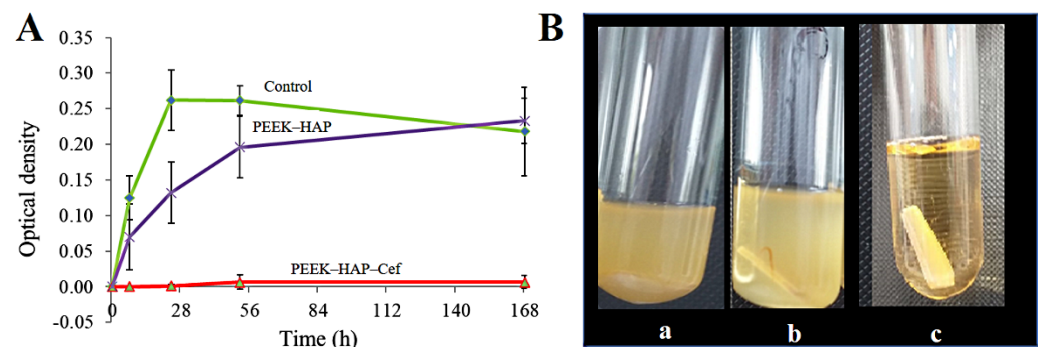 A
0.35
0.30
0.25
0.20
0.15
0.10
0.05
0.00
-0.05
Optical density
Control
PEEK–HAP
PEEK–HAP–Cef
0 28 56 84 112 140 168
Time (h)
B
a b c